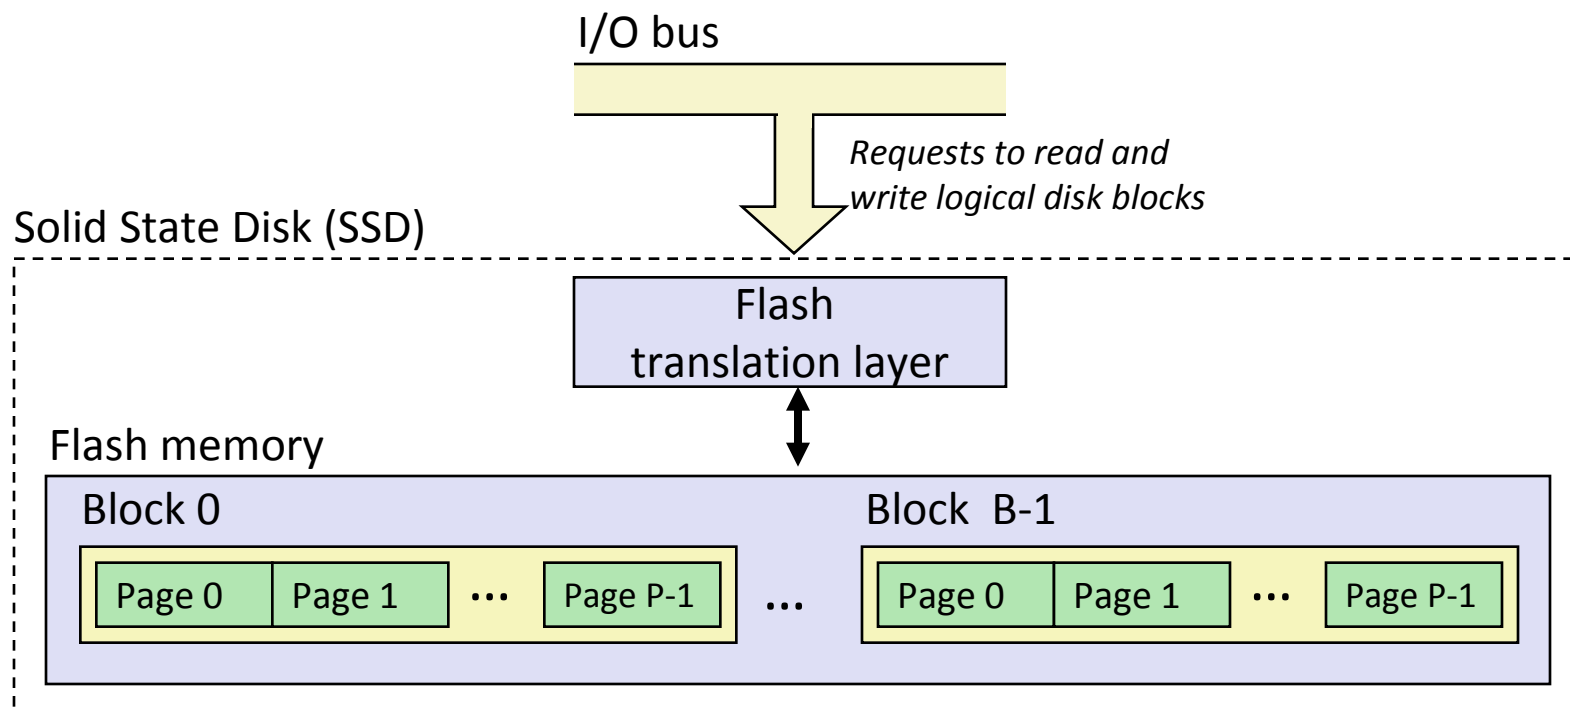 I/O bus
Requests to read and
write logical disk blocks
Solid State Disk (SSD)
Flash
translation layer
Flash memory
Block 0
Block B-1
Page 0 Page 1 ... Page P-1 ... Page 0 Page 1 ... Page P-1